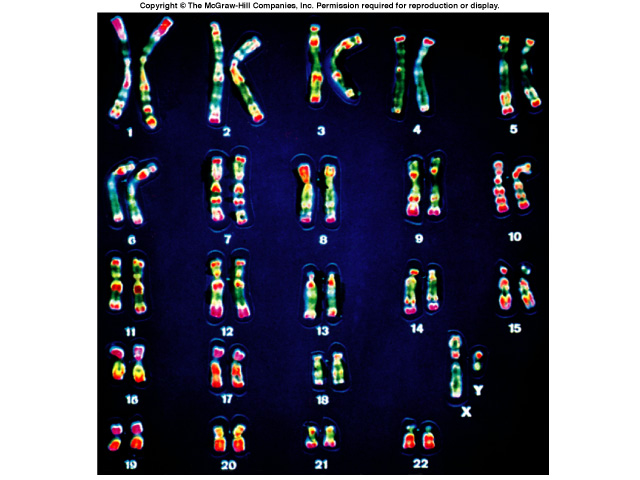 Copyright © The McGraw-Hill Companies, Inc. Permission required for reproduction or display.
1 2 3 4 5
6 7 8 9 10
11 12 13 14 15
16 17 18 X Y
19 20 21 22